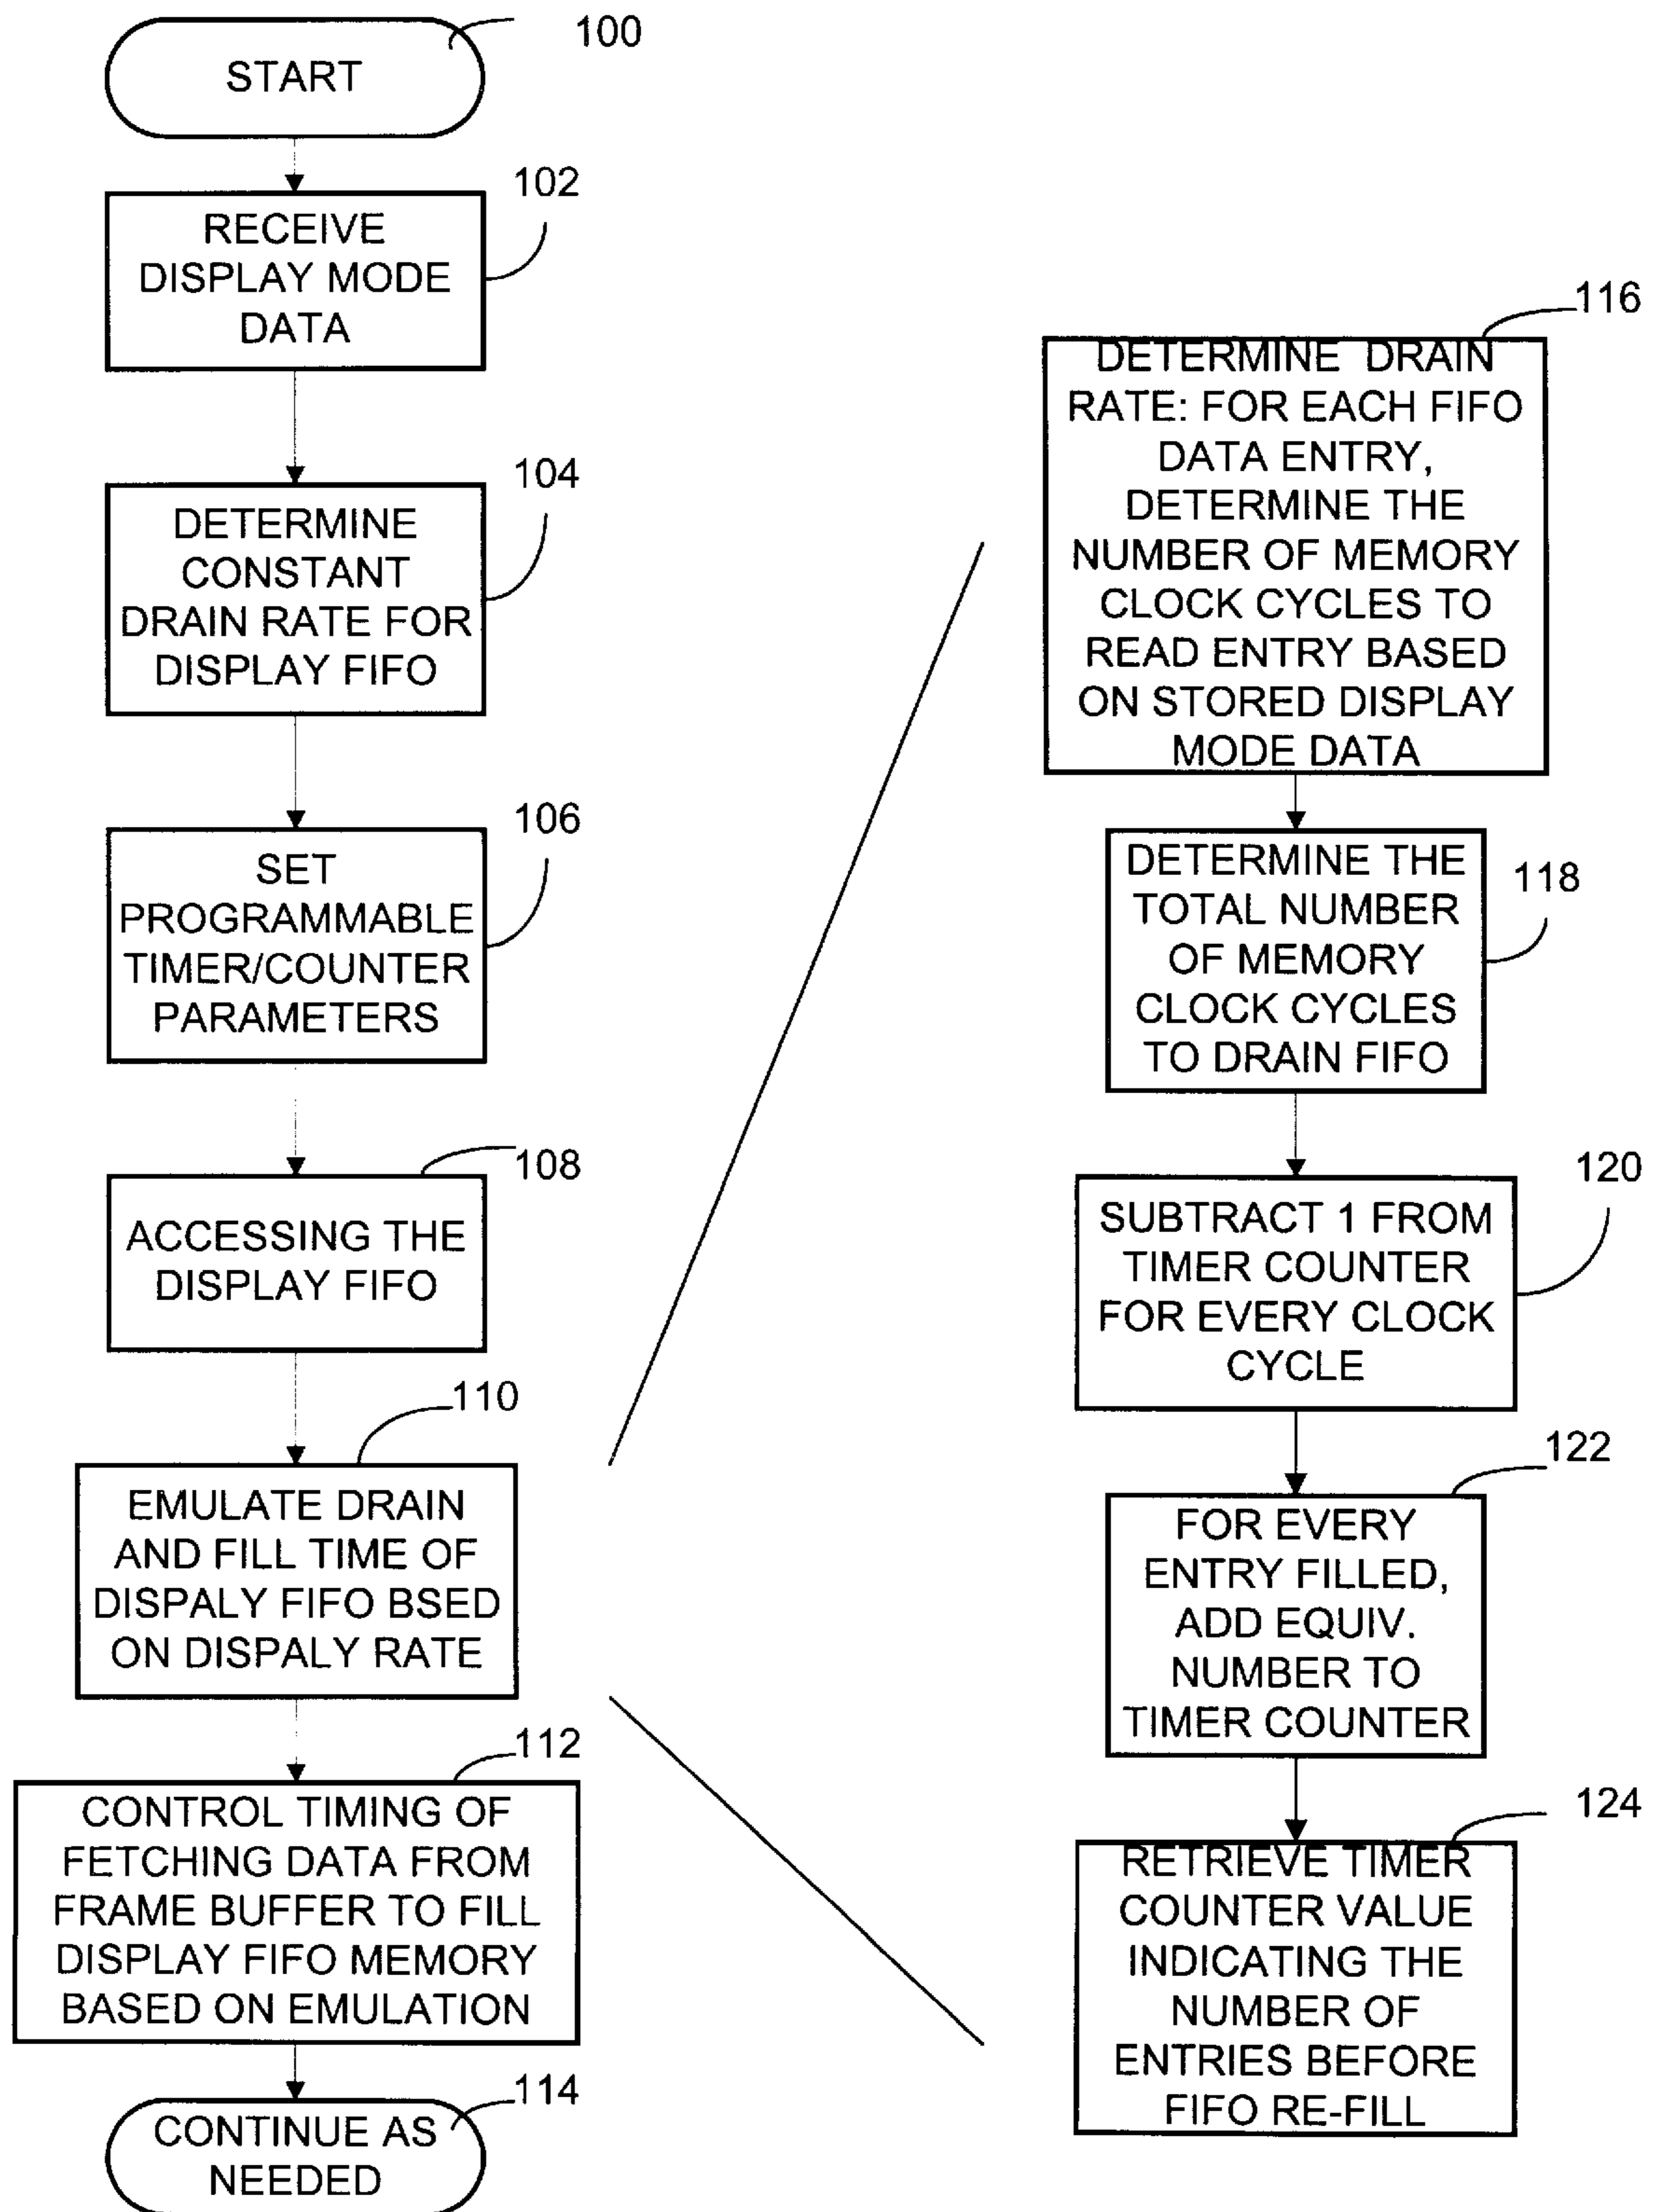 100
START
102
RECEIVE
DISPLAY MODE
DATA
104
DETERMINE
CONSTANT
DRAIN RATE FOR
DISPLAY FIFO
106
SET
PROGRAMMABLE
TIMER/COUNTER
PARAMETERS
108
ACCESSING THE
DISPLAY FIFO
110
EMULATE DRAIN
AND FILL TIME OF
DISPALY FIFO BSED
ON DISPALY RATE
112
CONTROL TIMING OF
FETCHING DATA FROM
FRAME BUFFER TO FILL
DISPLAY FIFO MEMORY
BASED ON EMULATION
114
CONTINUE AS
NEEDED
116
DETERMINE DRAIN
RATE: FOR EACH FIFO
DATA ENTRY,
DETERMINE THE
NUMBER OF MEMORY
CLOCK CYCLES TO
READ ENTRY BASED
ON STORED DISPLAY
MODE DATA
118
DETERMINE THE
TOTAL NUMBER
OF MEMORY
CLOCK CYCLES
TO DRAIN FIFO
120
SUBTRACT 1 FROM
TIMER COUNTER
FOR EVERY CLOCK
CYCLE
122
FOR EVERY
ENTRY FILLED,
ADD EQUIV.
NUMBER TO
TIMER COUNTER
124
RETRIEVE TIMER
COUNTER VALUE
INDICATING THE
NUMBER OF
ENTRIES BEFORE
FIFO RE-FILL